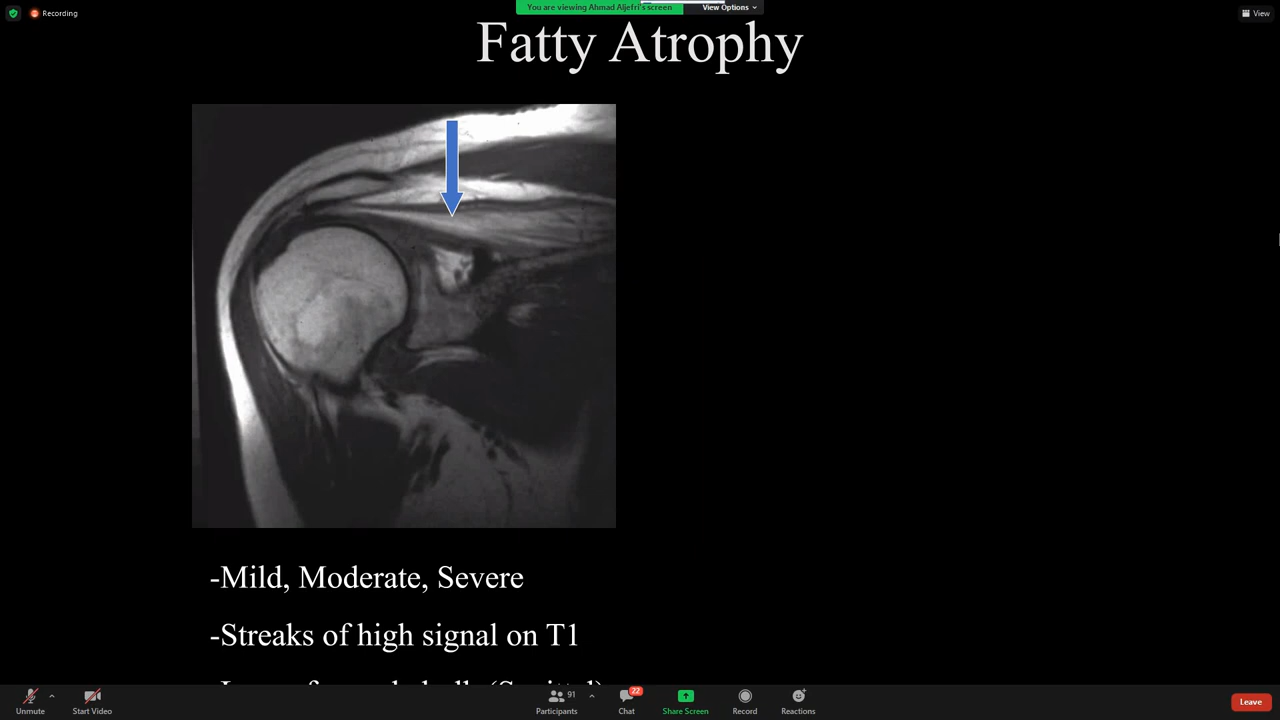 Recording
You are viewing Ahmad Aljefri's screen
View Options
View
Fatty Atrophy
-Mild, Moderate, Severe
-Streaks of high signal on T1
Unmute
Start Video
Participants
91
Chat
22
Share Screen
Record
Reactions
Leave